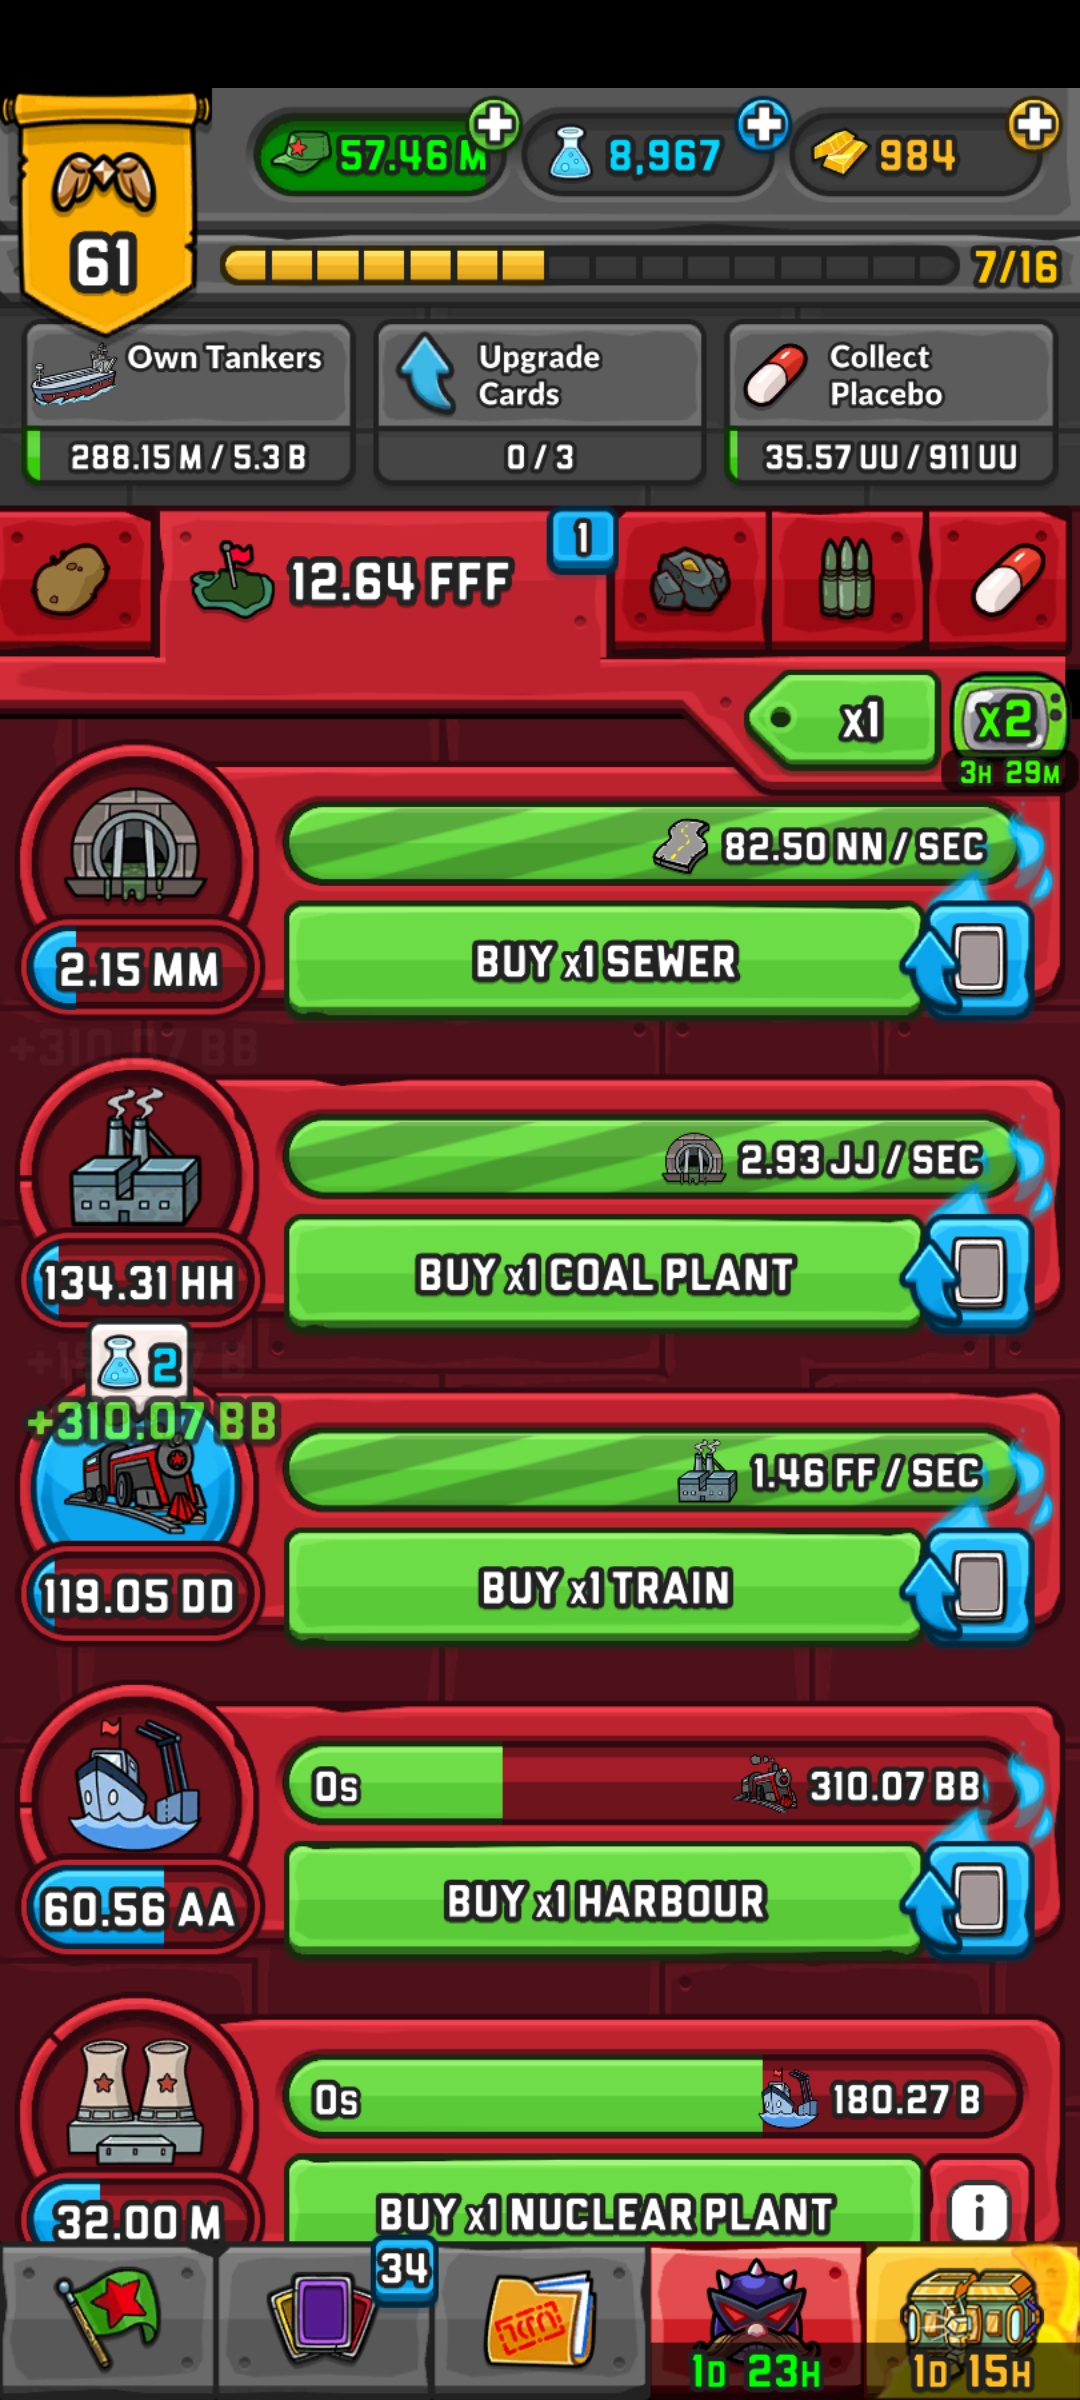 57.46 M
8,967
984
61
7/16
Own Tankers
288.15 M / 5.3 B
Upgrade
Cards
0 / 3
Collect
Placebo
35.57 UU / 911 UU
12.64 FFF
1
x1
x2
3H 29M
82.50 NN / SEC
BUY x1 SEWER
2.15 MM
+310.07 BB
2.93 JJ / SEC
BUY x1 COAL PLANT
134.31 HH
2
+310.07 BB
1.46 FF / SEC
BUY x1 TRAIN
119.05 DD
0s
310.07 BB
BUY x1 HARBOUR
60.56 AA
0s
180.27 B
BUY x1 NUCLEAR PLANT
i
32.00 M
34
1D 23H
1D 15H